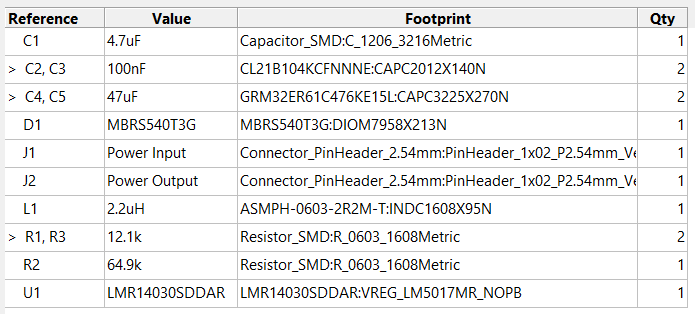 Reference Value Footprint Qty
C1 4.7uF Capacitor_SMD:C_1206_3216Metric 1
> C2, C3 100nF CL21B104KCFNNNE:CAPC2012X140N 2
> C4, C5 47uF GRM32ER61C476KE15L:CAPC3225X270N 2
D1 MBRS540T3G MBRS540T3G:DIOM7958X213N 1
J1 Power Input Connector_PinHeader_2.54mm:PinHeader_1x02_P2.54mm_Ve 1
J2 Power Output Connector_PinHeader_2.54mm:PinHeader_1x02_P2.54mm_Ve 1
L1 2.2uH ASMPH-0603-2R2M-T:INDC1608X95N 1
> R1, R3 12.1k Resistor_SMD:R_0603_1608Metric 2
R2 64.9k Resistor_SMD:R_0603_1608Metric 1
U1 LMR14030SDDAR LMR14030SDDAR:VREG_LM5017MR_NOPB 1